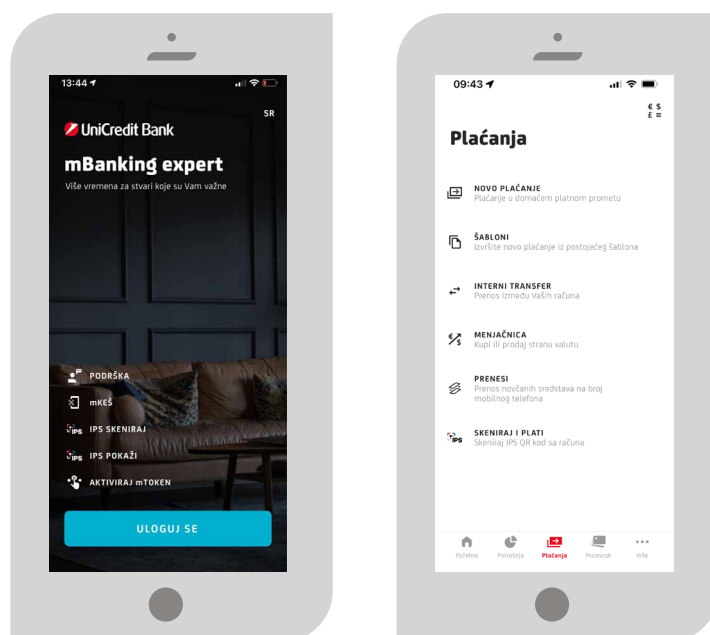 13:44
SR
UniCredit Bank
mBanking expert
Više vremena za stvari koje su Vam važne
PODRŠKA
mKEŠ
IPS SKENIRAJ
IPS POKAŽI
AKTIVIRAJ mTOKEN
ULOGUJ SE
09:43
€ $
£ =
Plaćanja
NOVO PLAĆANJE
Plaćanje u domaćem platnom prometu
ŠABLONI
Izvršite novo plaćanje iz postojećeg šablona
INTERNI TRANSFER
Prenos između Vaših računa
MENJAČNICA
Kupi ili prodaj stranu valutu
PRENESI
Prenos novčanih sredstava na broj
mobilnog telefona
IPS
SKENIRAJ I PLATI
Skeniraj IPS QR kod sa računa
Početna Potrošnja Plaćanja Proizvodi Više